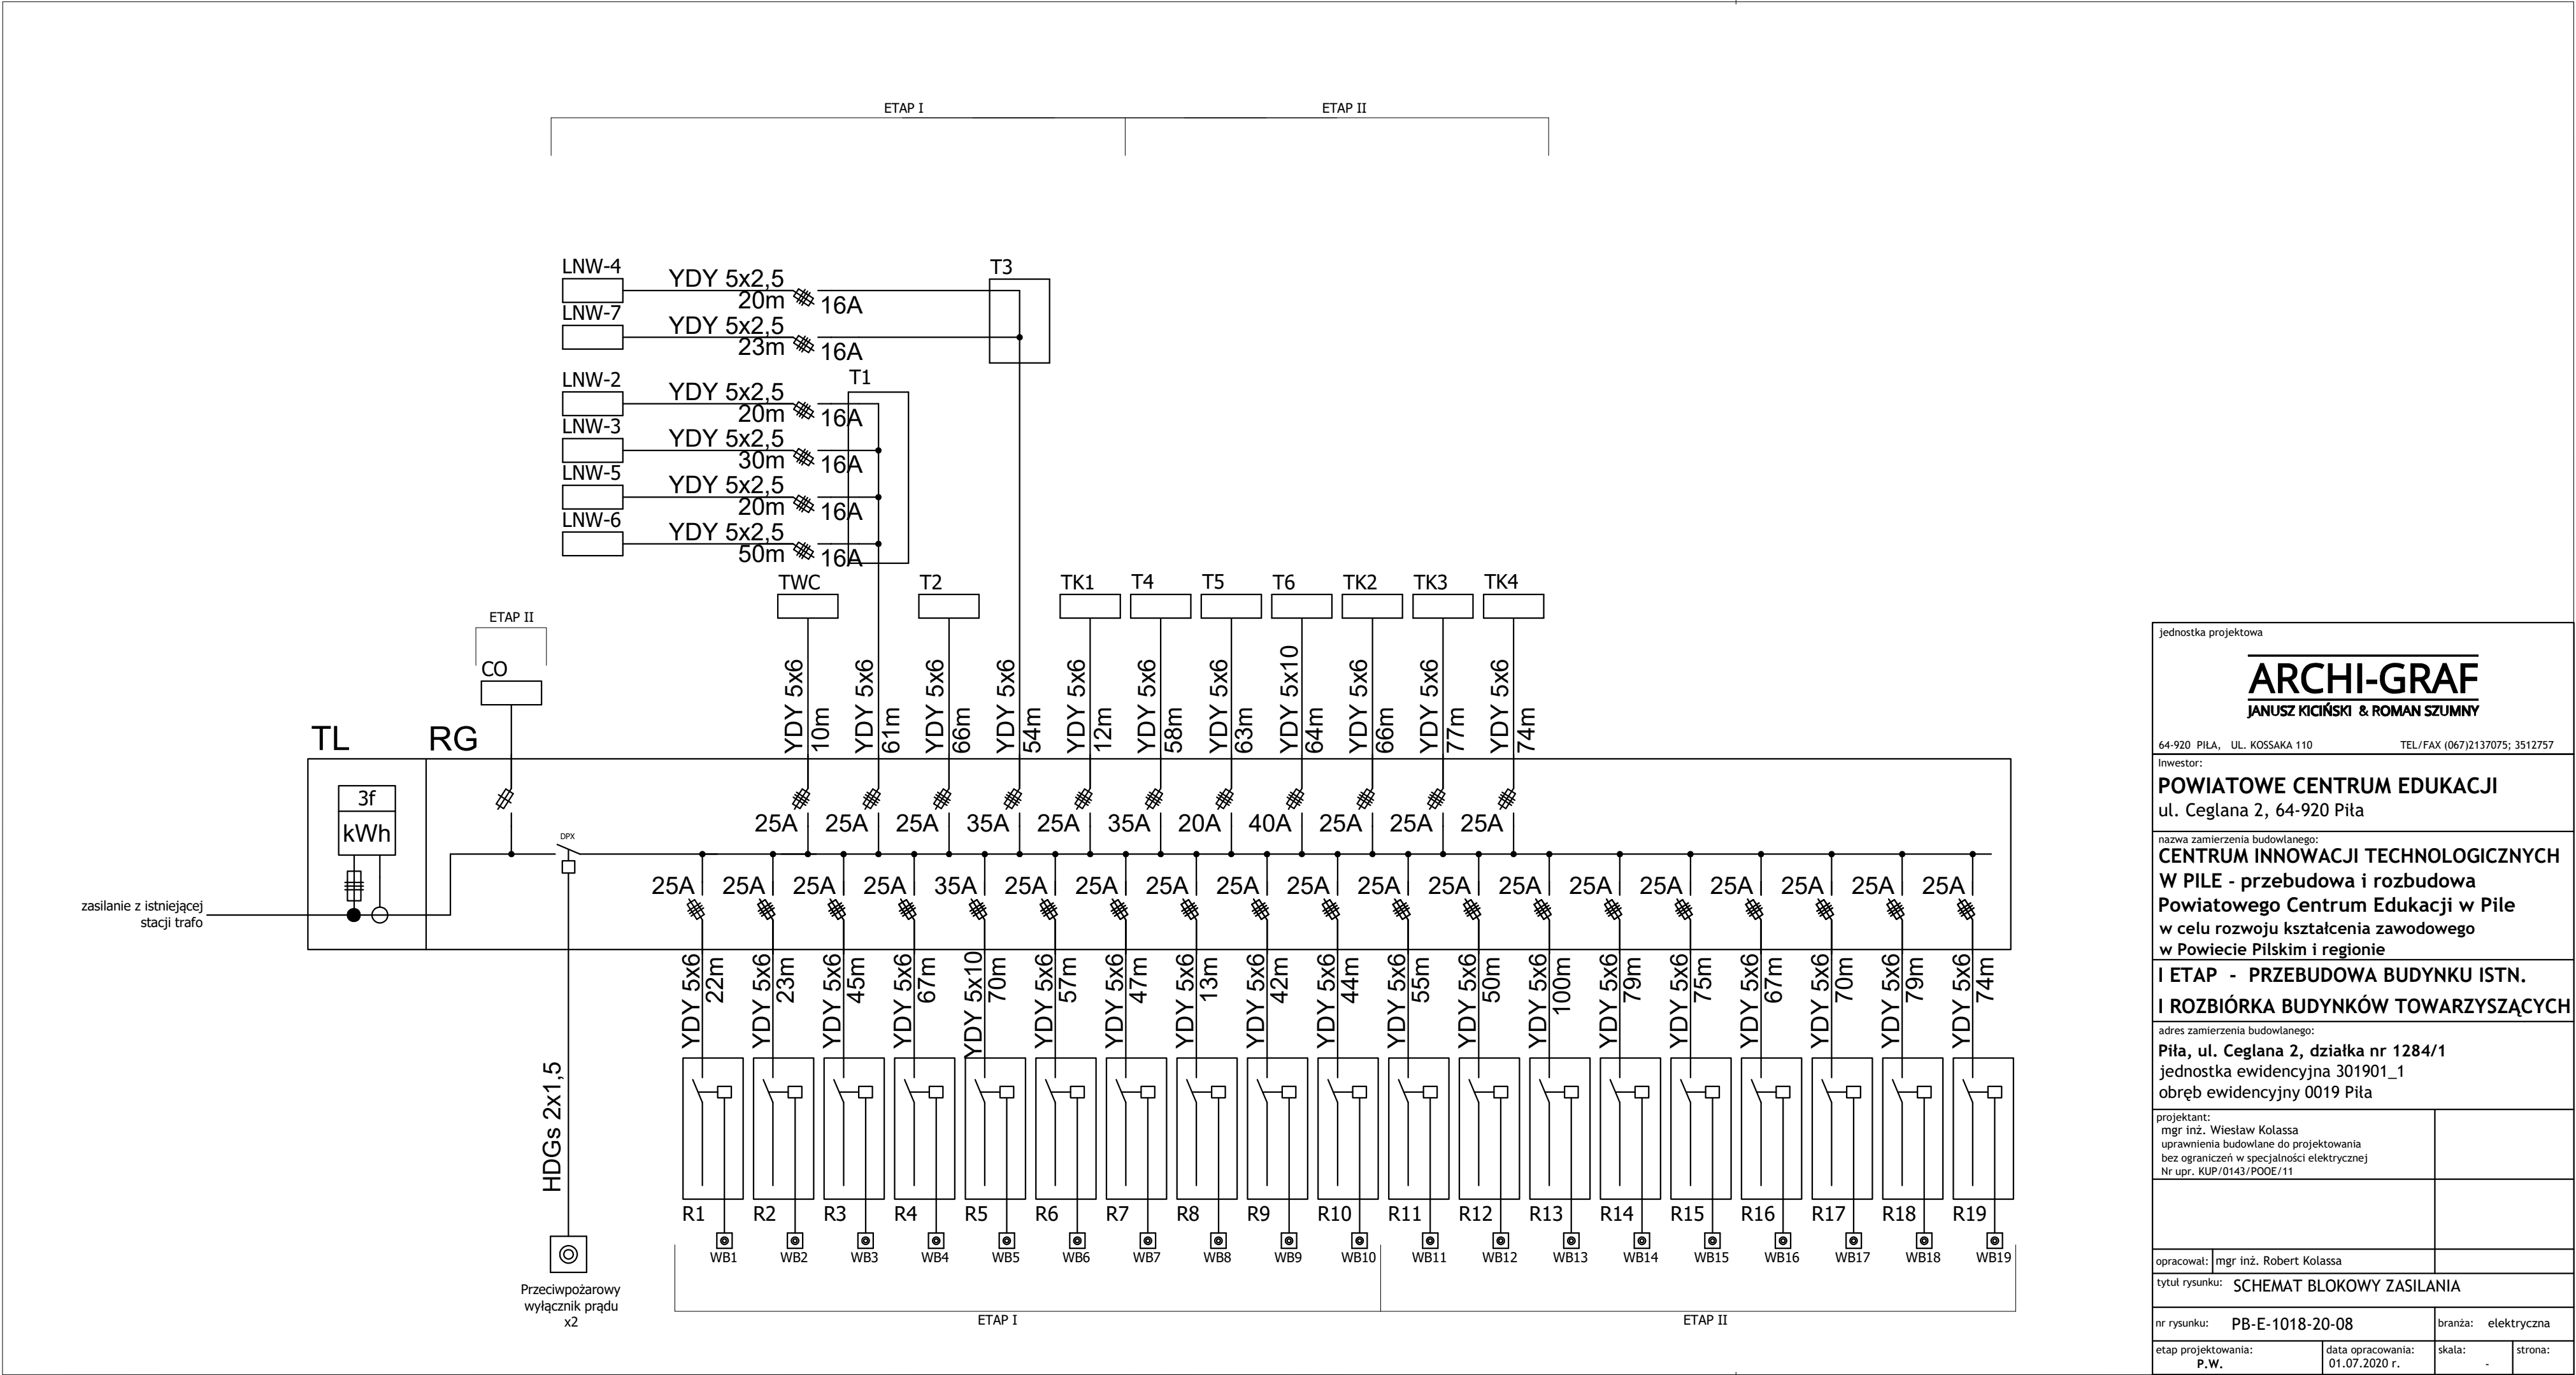 ETAP I
ETAP II
LNW-4
YDY 5x2,5
20m
16A
LNW-7
YDY 5x2,5
23m
16A
T3
LNW-2
YDY 5x2,5
20m
16A
T1
LNW-3
YDY 5x2,5
30m
16A
LNW-5
YDY 5x2,5
20m
16A
LNW-6
YDY 5x2,5
50m
16A
TWC
T2
TK1
T4
T5
T6
TK2
TK3
TK4
ETAP II
CO
YDY 5x6
10m
YDY 5x6
61m
YDY 5x6
66m
YDY 5x6
54m
YDY 5x6
12m
YDY 5x6
58m
YDY 5x6
63m
YDY 5x10
64m
YDY 5x6
66m
YDY 5x6
77m
YDY 5x6
74m
TL
RG
3f
kWh
DPX
25A
25A
25A
35A
25A
35A
20A
40A
25A
25A
25A
25A
25A
25A
25A
35A
25A
25A
25A
25A
25A
25A
25A
25A
25A
25A
25A
25A
25A
25A
zasilanie z istniejącej
stacji trafo
YDY 5x6
22m
YDY 5x6
23m
YDY 5x6
45m
YDY 5x6
67m
YDY 5x10
70m
YDY 5x6
57m
YDY 5x6
47m
YDY 5x6
13m
YDY 5x6
42m
YDY 5x6
44m
YDY 5x6
55m
YDY 5x6
50m
YDY 5x6
100m
YDY 5x6
79m
YDY 5x6
75m
YDY 5x6
67m
YDY 5x6
70m
YDY 5x6
79m
YDY 5x6
74m
HDGs 2x1,5
R1
R2
R3
R4
R5
R6
R7
R8
R9
R10
R11
R12
R13
R14
R15
R16
R17
R18
R19
WB1
WB2
WB3
WB4
WB5
WB6
WB7
WB8
WB9
WB10
WB11
WB12
WB13
WB14
WB15
WB16
WB17
WB18
WB19
Przeciwpożarowy
wyłącznik prądu
x2
ETAP I
ETAP II
jednostka projektowa
ARCHI-GRAF
JANUSZ KICIŃSKI & ROMAN SZUMNY
64-920 PIŁA, UL. KOSSAKA 110 TEL/FAX (067)2137075; 3512757
Inwestor:
POWIATOWE CENTRUM EDUKACJI
ul. Ceglana 2, 64-920 Piła
nazwa zamierzenia budowlanego:
CENTRUM INNOWACJI TECHNOLOGICZNYCH
W PILE - przebudowa i rozbudowa
Powiatowego Centrum Edukacji w Pile
w celu rozwoju kształcenia zawodowego
w Powiecie Pilskim i regionie
I ETAP - PRZEBUDOWA BUDYNKU ISTN.
I ROZBIÓRKA BUDYNKÓW TOWARZYSZĄCYCH
adres zamierzenia budowlanego:
Piła, ul. Ceglana 2, działka nr 1284/1
jednostka ewidencyjna 301901_1
obręb ewidencyjny 0019 Piła
projektant:
mgr inż. Wiesław Kolassa
uprawnienia budowlane do projektowania
bez ograniczeń w specjalności elektrycznej
Nr upr. KUP/0143/POOE/11
opracował: mgr inż. Robert Kolassa
tytuł rysunku: SCHEMAT BLOKOWY ZASILANIA
nr rysunku: PB-E-1018-20-08
branża: elektryczna
etap projektowania:
P.W.
data opracowania:
01.07.2020 r.
skala:
-
strona: